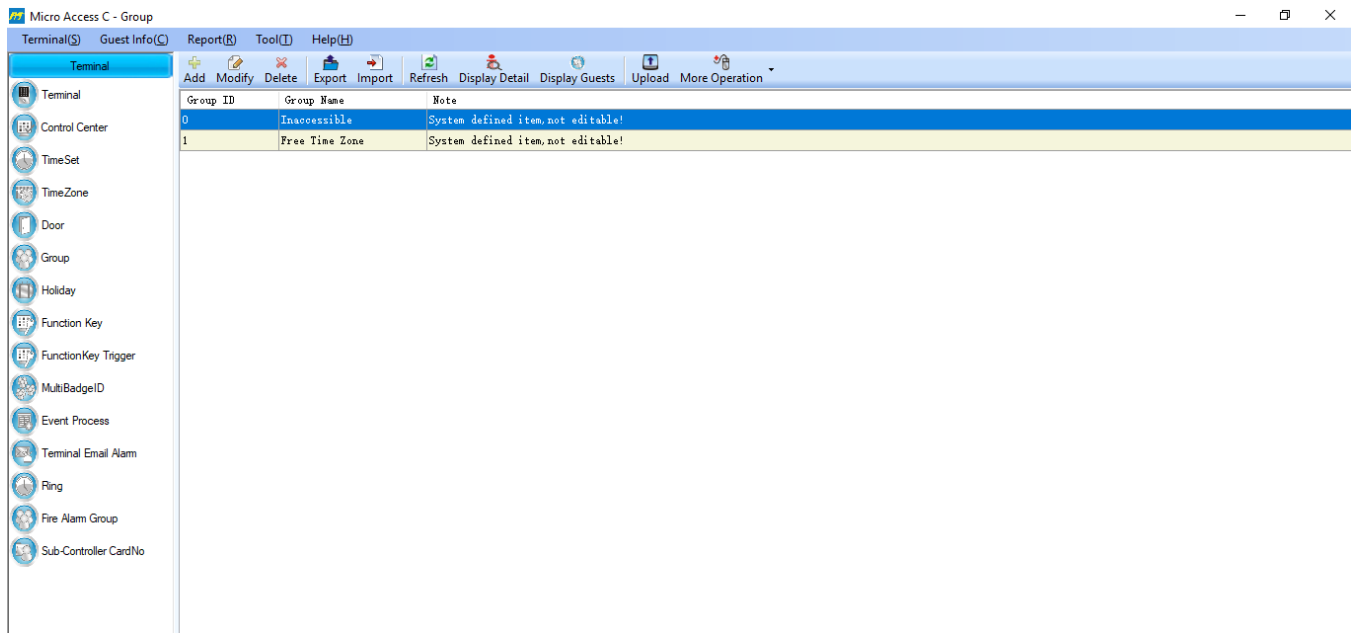 Micro Access C - Group
Terminal(S) Guest Info(C) Report(R) Tool(T) Help(H)
Terminal
Add Modify Delete Export Import Refresh Display Detail Display Guests Upload More Operation
Terminal
Control Center
TimeSet
TimeZone
Door
Group
Holiday
Function Key
FunctionKey Trigger
MultiBadgeID
Event Process
Terminal Email Alarm
Ring
Fire Alarm Group
Sub-Controller CardNo
Group ID Group Name Note
0 Inaccessible System defined item,not editable!
1 Free Time Zone System defined item,not editable!